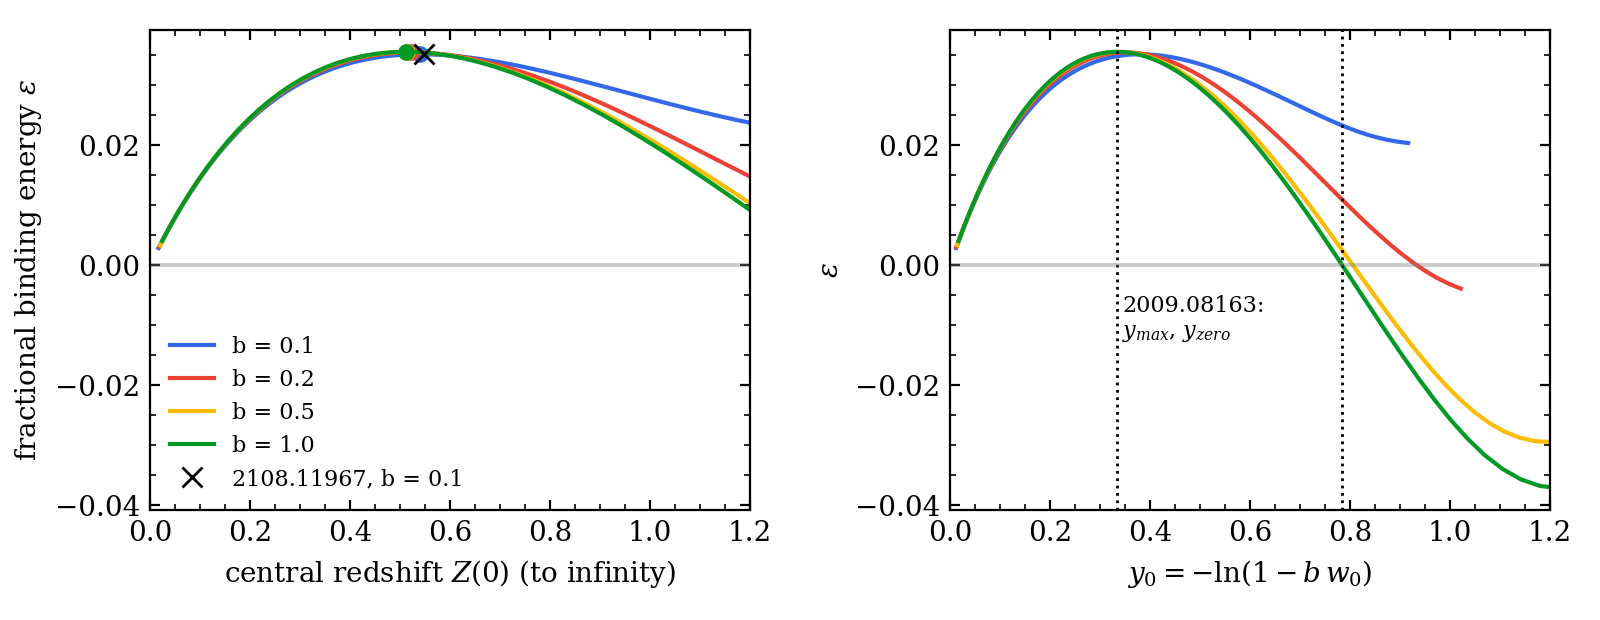 fractional binding energy ε
0.02
0.00
−0.02
−0.04
b = 0.1
b = 0.2
b = 0.5
b = 1.0
2108.11967, b = 0.1
0.0 0.2 0.4 0.6 0.8 1.0 1.2
central redshift Z(0) (to infinity)
ε
0.02
0.00
−0.02
−0.04
2009.08163:
y_max, y_zero
0.0 0.2 0.4 0.6 0.8 1.0 1.2
y₀ = −ln(1 − b w₀)